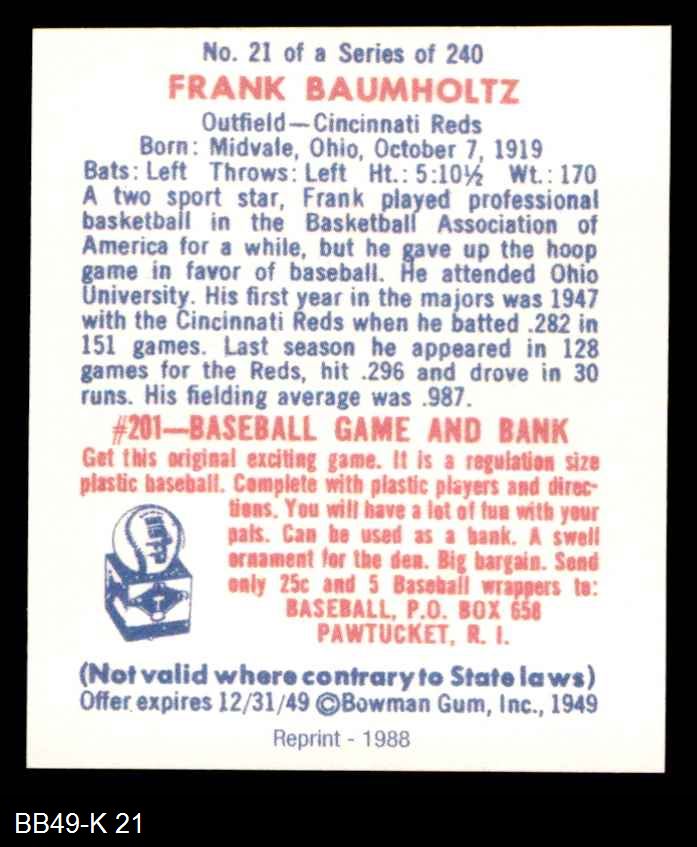 No. 21 of a Series of 240
FRANK BAUMHOLTZ
Outfield—Cincinnati Reds
Born: Midvale, Ohio, October 7, 1919
Bats: Left Throws: Left Ht.: 5:10½ Wt.: 170
A two sport star, Frank played professional
basketball in the Basketball Association of
America for a while, but he gave up the hoop
game in favor of baseball. He attended Ohio
University. His first year in the majors was 1947
with the Cincinnati Reds when he batted .282 in
151 games. Last season he appeared in 128
games for the Reds, hit .296 and drove in 30
runs. His fielding average was .987.
#201—BASEBALL GAME AND BANK
Get this original exciting game. It is a regulation size
plastic baseball. Complete with plastic players and direc-
tions. You will have a lot of fun with your
pals. Can be used as a bank. A swell
ornament for the den. Big bargain. Send
only 25c and 5 Baseball wrappers to:
BASEBALL, P.O. BOX 658
PAWTUCKET, R. I.
(Not valid where contrary to State laws)
Offer expires 12/31/49 ©Bowman Gum, Inc., 1949
Reprint - 1988
BB49-K 21